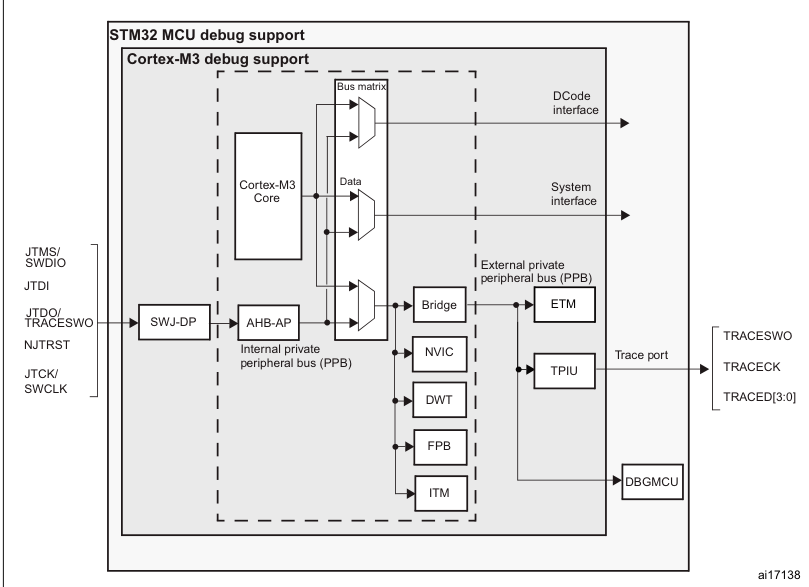 STM32 MCU debug support
Cortex-M3 debug support
Bus matrix
DCode
interface
Cortex-M3
Core
Data
System
interface
JTMS/
SWDIO
JTDI
JTDO/
TRACESWO
NJTRST
JTCK/
SWCLK
SWJ-DP
AHB-AP
Internal private
peripheral bus (PPB)
External private
peripheral bus (PPB)
Bridge
ETM
NVIC
TPIU
Trace port
TRACESWO
TRACECK
TRACED[3:0]
DWT
FPB
ITM
DBGMCU
ai17138